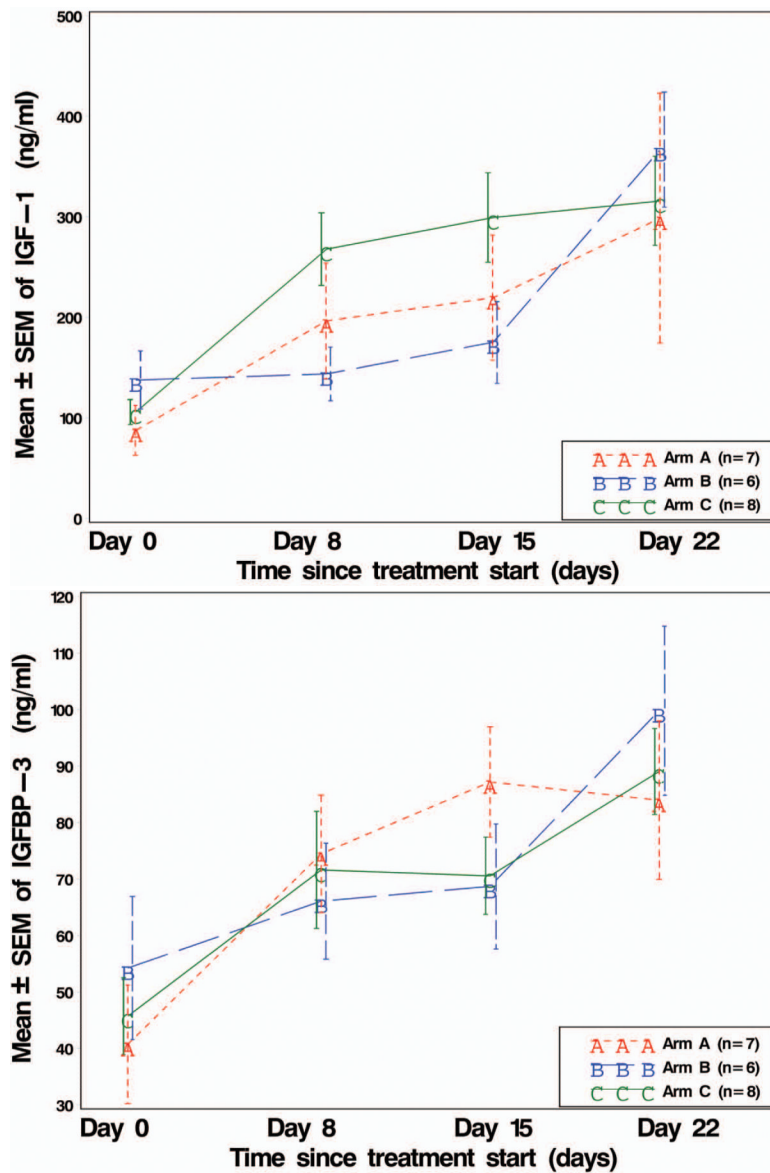 500
400
300
200
100
0
Mean ± SEM of IGF−1 (ng/ml)
C
C
C
C
A
A
A
A
B
B
B
B
A A A Arm A (n=7)
B B B Arm B (n=6)
C C C Arm C (n=8)
Day 0 Day 8 Day 15 Day 22
Time since treatment start (days)
120
110
100
90
80
70
60
50
40
30
Mean ± SEM of IGFBP−3 (ng/ml)
A
A
A
A
B
B
B
B
C
C
C
C
A A A Arm A (n=7)
B B B Arm B (n=6)
C C C Arm C (n=8)
Day 0 Day 8 Day 15 Day 22
Time since treatment start (days)